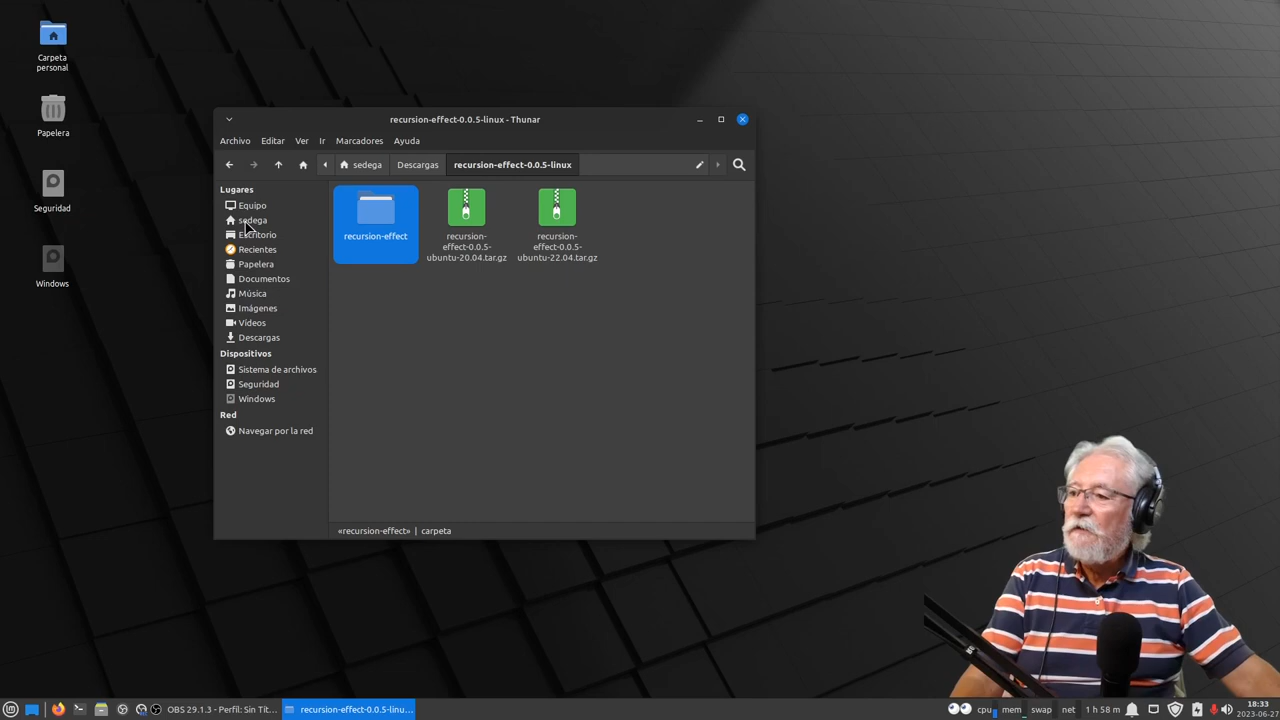 Carpeta
personal
Papelera
Seguridad
Windows
recursion-effect-0.0.5-linux - Thunar
Archivo Editar Ver Ir Marcadores Ayuda
sedega Descargas recursion-effect-0.0.5-linux
Lugares
Equipo
sedega
Escritorio
Recientes
Papelera
Documentos
Música
Imágenes
Vídeos
Descargas
Dispositivos
Sistema de archivos
Seguridad
Windows
Red
Navegar por la red
recursion-effect
recursion-
effect-0.0.5-
ubuntu-20.04.tar.gz
recursion-
effect-0.0.5-
ubuntu-22.04.tar.gz
«recursion-effect» | carpeta
OBS 29.1.3 - Perfil: Sin Tít...
recursion-effect-0.0.5-linu...
cpu mem swap net 1 h 58 m
18:33
2023-06-27